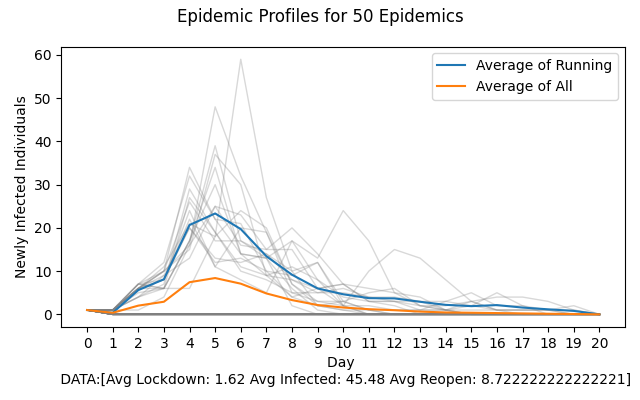 Epidemic Profiles for 50 Epidemics
60
50
40
30
20
10
0
Newly Infected Individuals
Average of Running
Average of All
0 1 2 3 4 5 6 7 8 9 10 11 12 13 14 15 16 17 18 19 20
Day
DATA:[Avg Lockdown: 1.62 Avg Infected: 45.48 Avg Reopen: 8.722222222222221]